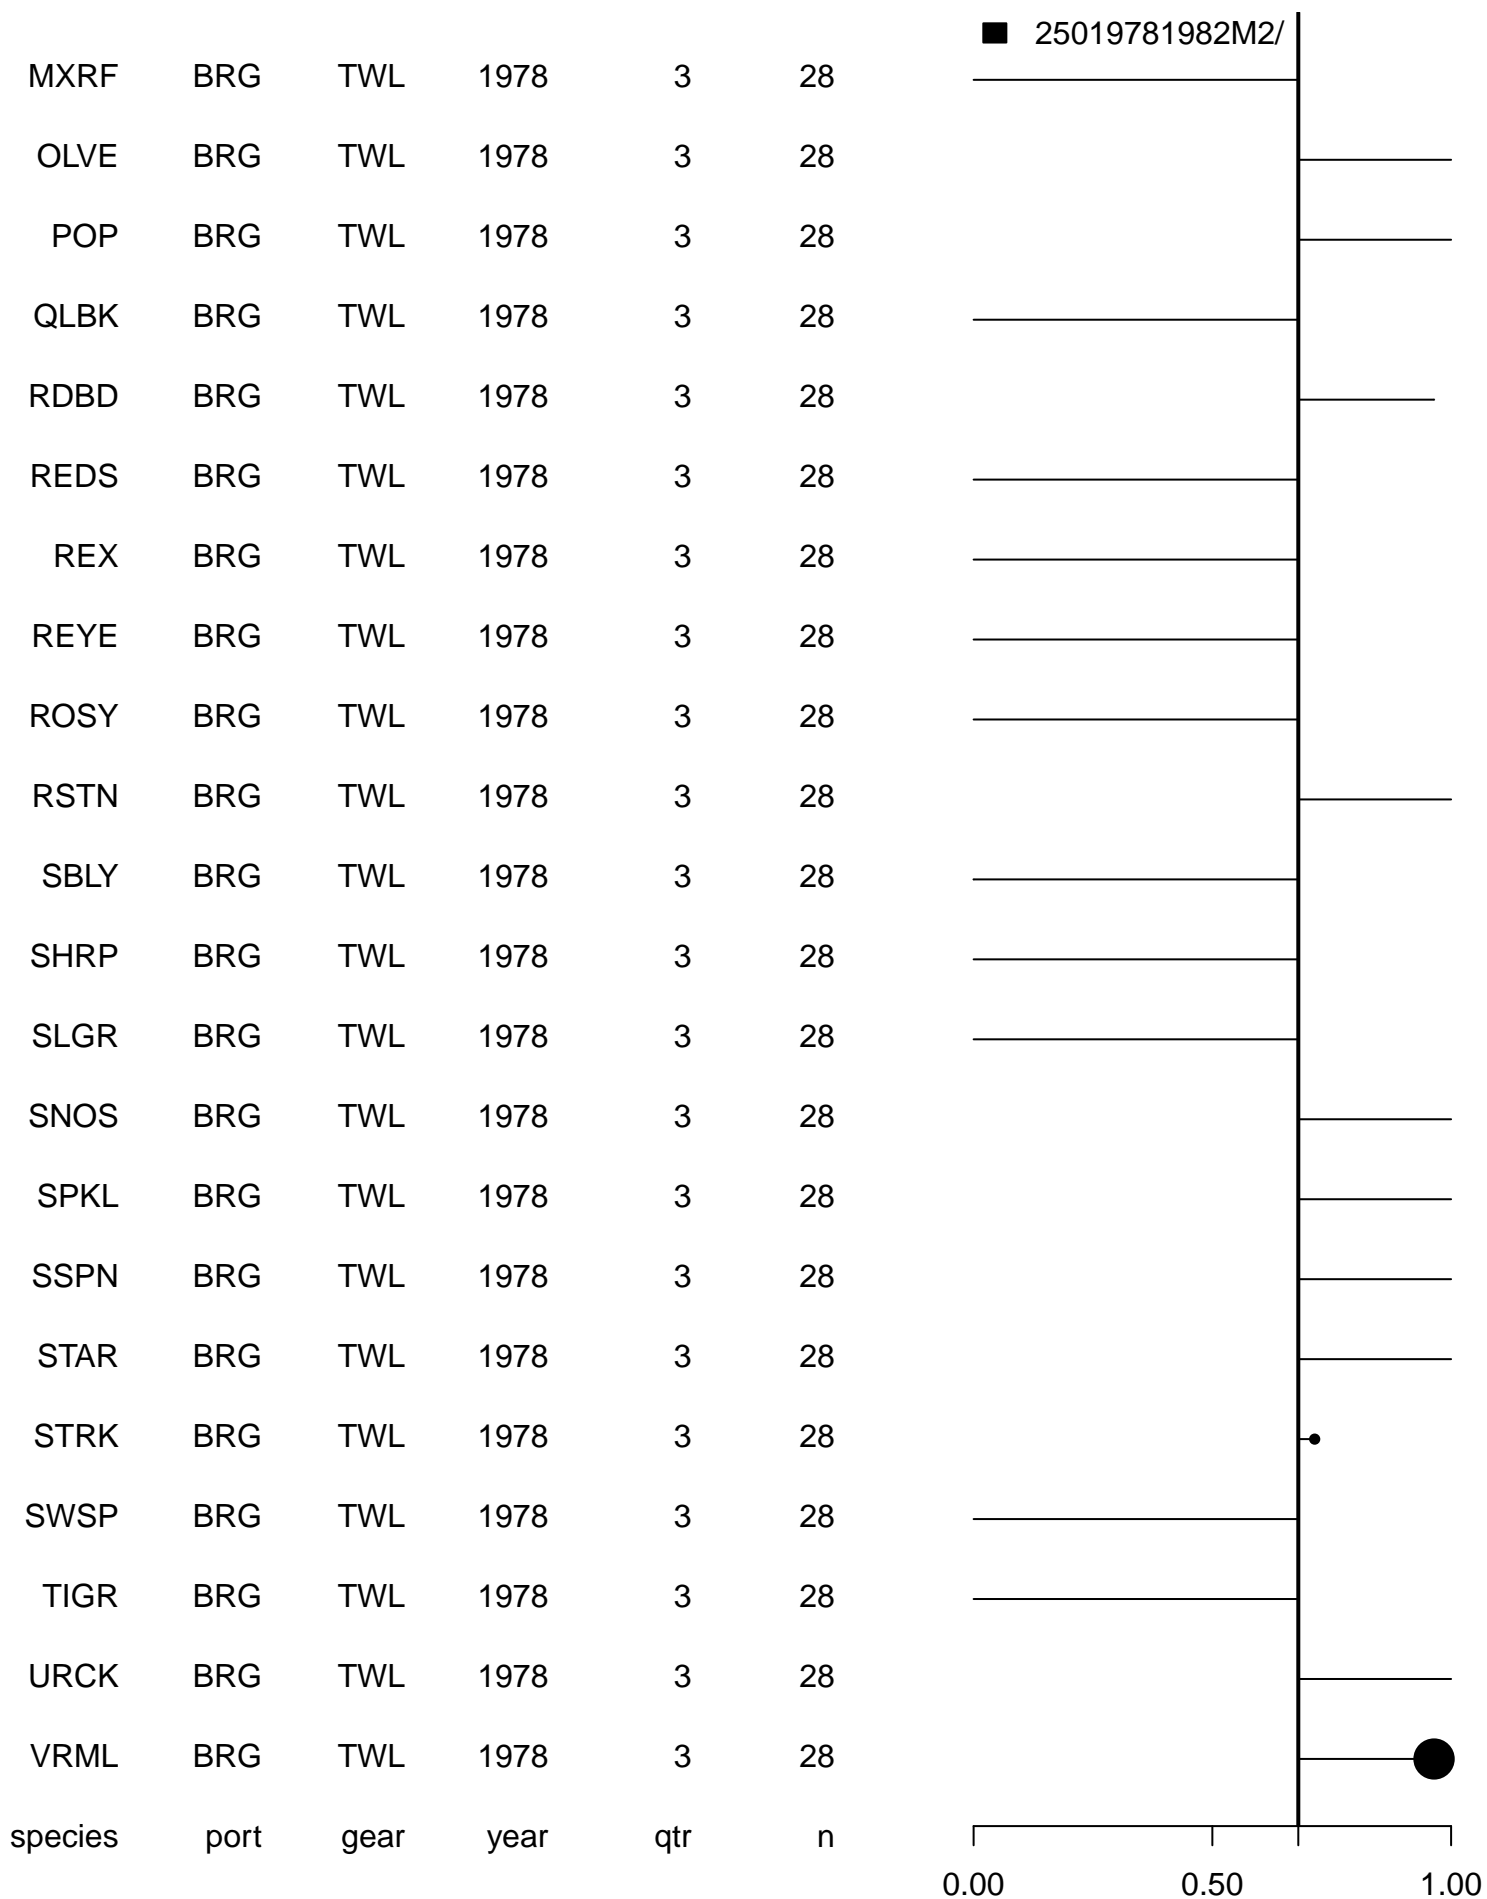 25019781982M2/
MXRF BRG TWL 1978 3 28
OLVE BRG TWL 1978 3 28
POP BRG TWL 1978 3 28
QLBK BRG TWL 1978 3 28
RDBD BRG TWL 1978 3 28
REDS BRG TWL 1978 3 28
REX BRG TWL 1978 3 28
REYE BRG TWL 1978 3 28
ROSY BRG TWL 1978 3 28
RSTN BRG TWL 1978 3 28
SBLY BRG TWL 1978 3 28
SHRP BRG TWL 1978 3 28
SLGR BRG TWL 1978 3 28
SNOS BRG TWL 1978 3 28
SPKL BRG TWL 1978 3 28
SSPN BRG TWL 1978 3 28
STAR BRG TWL 1978 3 28
STRK BRG TWL 1978 3 28
SWSP BRG TWL 1978 3 28
TIGR BRG TWL 1978 3 28
URCK BRG TWL 1978 3 28
VRML BRG TWL 1978 3 28
species port gear year qtr n
0.00 0.50 1.00